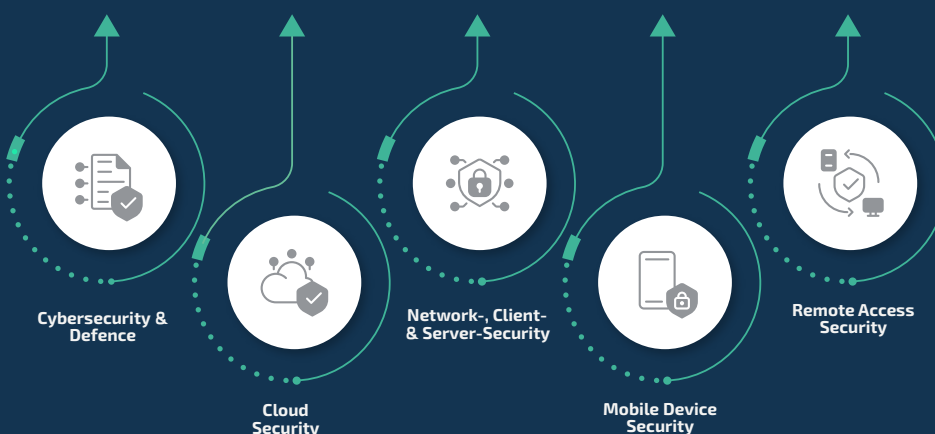 Cybersecurity &
Defence
Cloud
Security
Network-, Client-
& Server-Security
Mobile Device
Security
Remote Access
Security